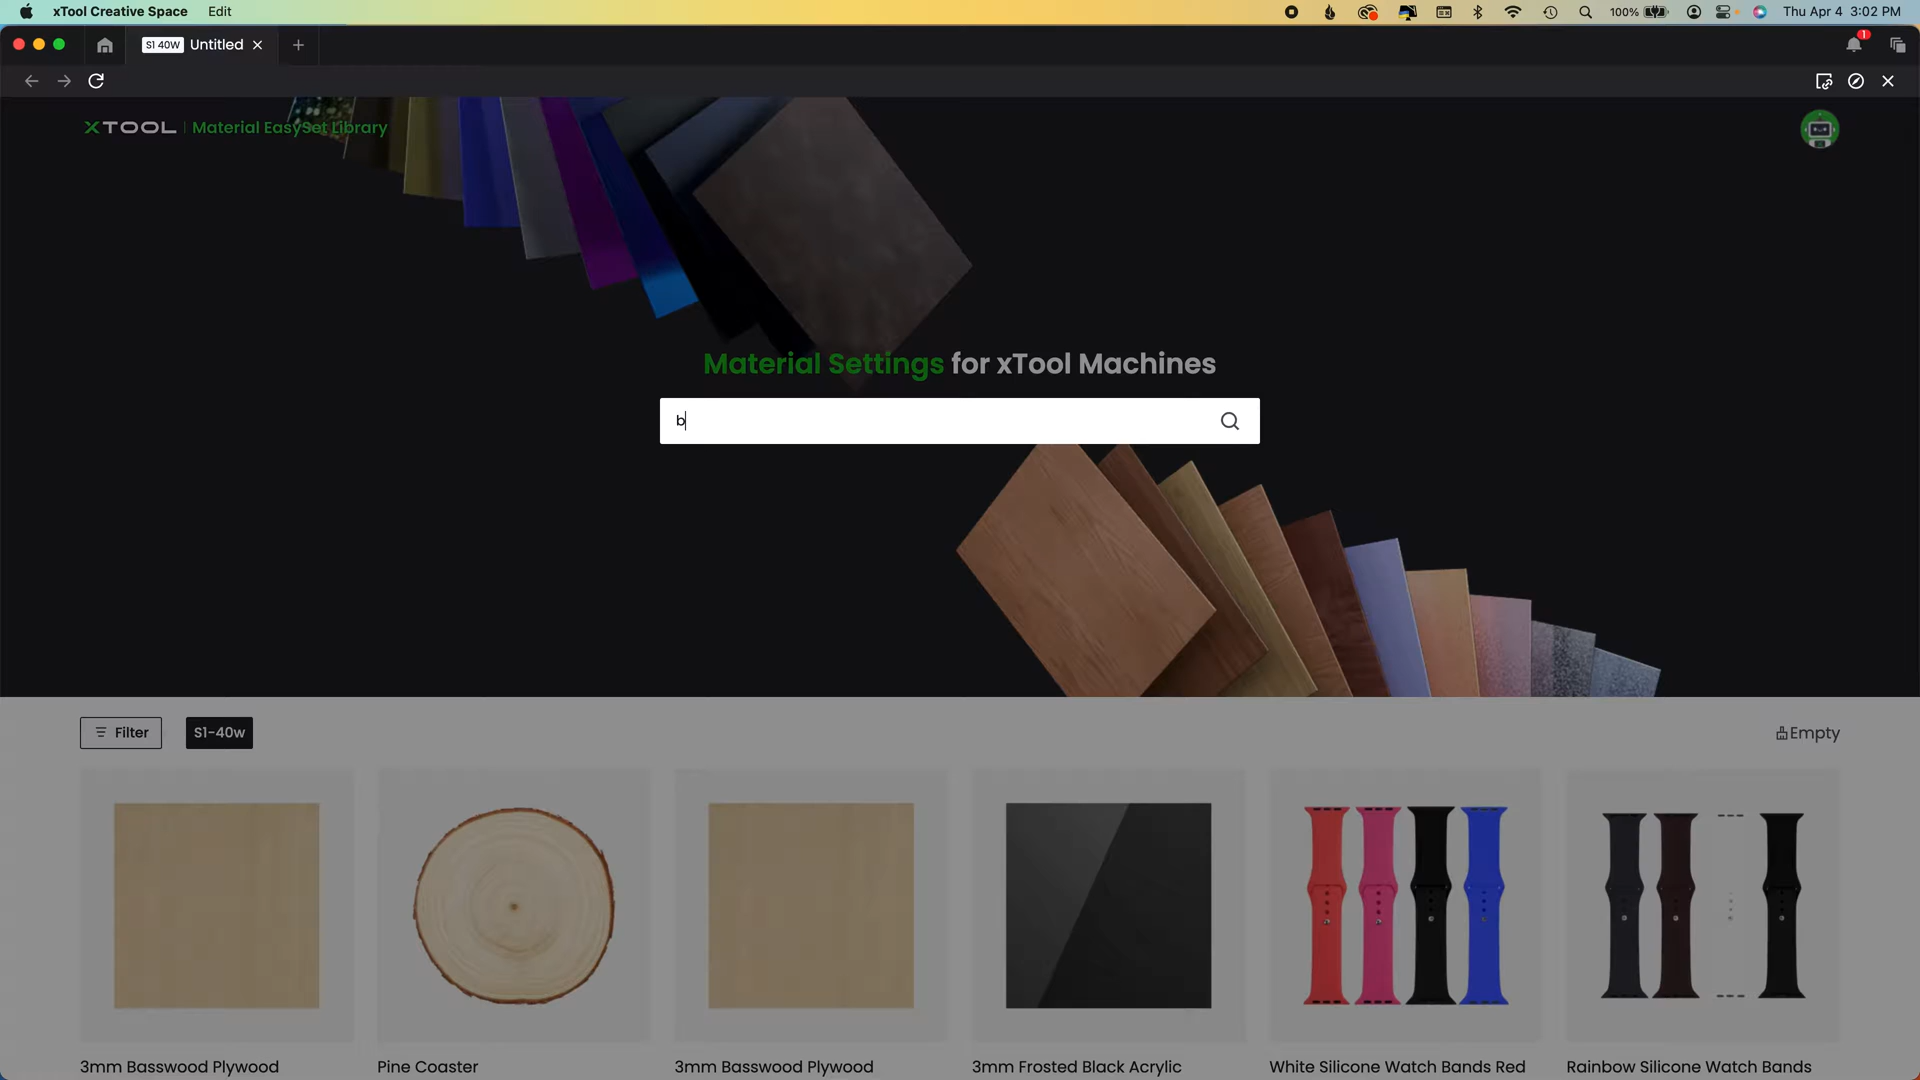 xTool Creative Space Edit 100% Thu Apr 4 3:02 PM
S1 40W Untitled 1
XTOOL | Material EasySet Library
Material Settings for xTool Machines
b
Filter S1-40w Empty
3mm Basswood Plywood Pine Coaster 3mm Basswood Plywood 3mm Frosted Black Acrylic White Silicone Watch Bands Red Rainbow Silicone Watch Bands